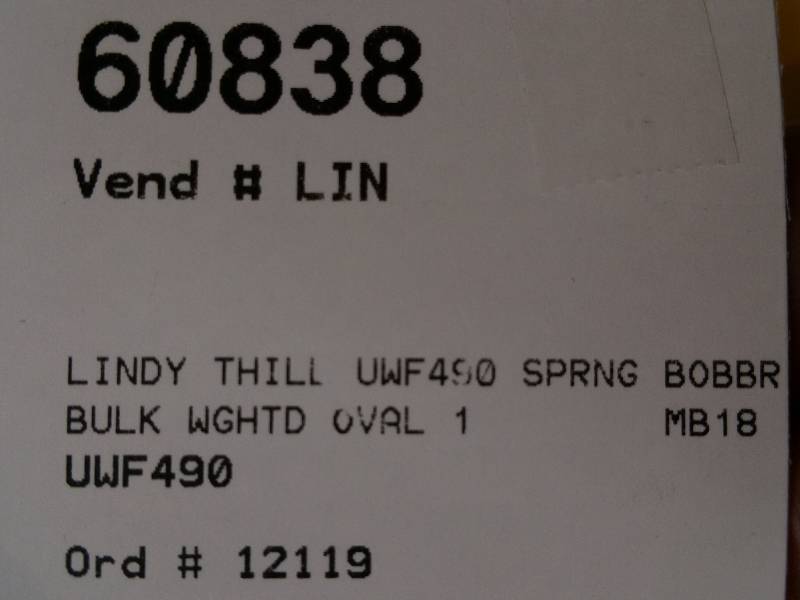 60838
Vend # LIN
LINDY THILL UWF490 SPRNG BOBBR
BULK WGHTD OVAL 1 MB18
UWF490
Ord # 12119